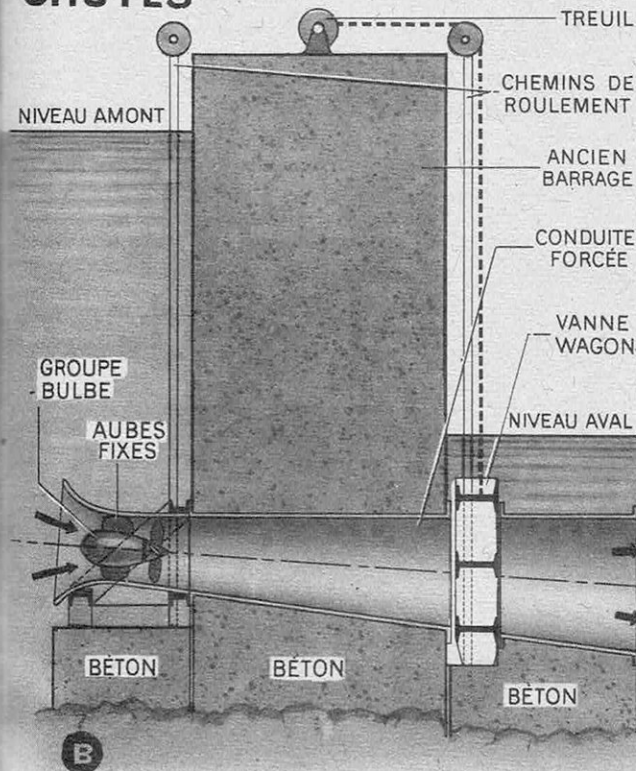 CHUTES
TREUIL
CHEMINS DE
ROULEMENT
NIVEAU AMONT
ANCIEN
BARRAGE
CONDUITE
FORCÉE
VANNE
WAGON
GROUPE
BULBE
AUBES
FIXES
NIVEAU AVAL
BÉTON
BÉTON
BÉTON
B